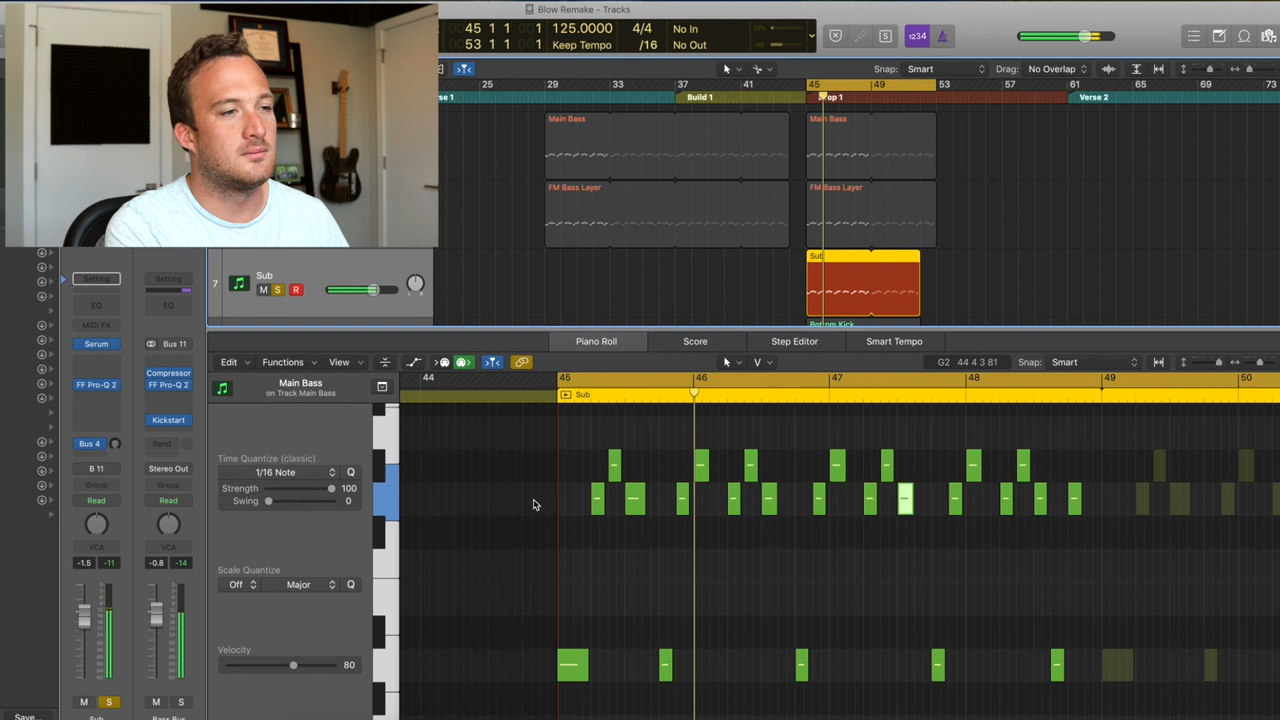 Blow Remake - Tracks
45 1 1 1
53 1 1 1
125.0000
Keep Tempo
4/4
/16
No In
No Out
CPU
HD
1234
Snap: Smart
Drag: No Overlap
25 29 33 37 41 45 49 53 57 61 65 69 73
se 1
Build 1
rop 1
Verse 2
Main Bass
Main Bass
FM Bass Layer
FM Bass Layer
7
Sub
M S R
Sub
Bottom Kick
Setting
Setting
EQ
EQ
MIDI FX
Serum
Bus 11
Compressor
FF Pro-Q 2
FF Pro-Q 2
Kickstart
Bus 4
Send
B 11
Stereo Out
Group
Group
Read
Read
VCA
VCA
-1.5 -11
-0.8 -14
M S
M S
Sub
Bass Bus
Save...
Piano Roll
Score
Step Editor
Smart Tempo
Edit
Functions
View
G2 44 4 3 81
Snap: Smart
Main Bass
on Track Main Bass
44 45 46 47 48 49 50
Sub
Time Quantize (classic)
1/16 Note
Q
Strength 100
Swing 0
Scale Quantize
Off
Major
Q
Velocity
80